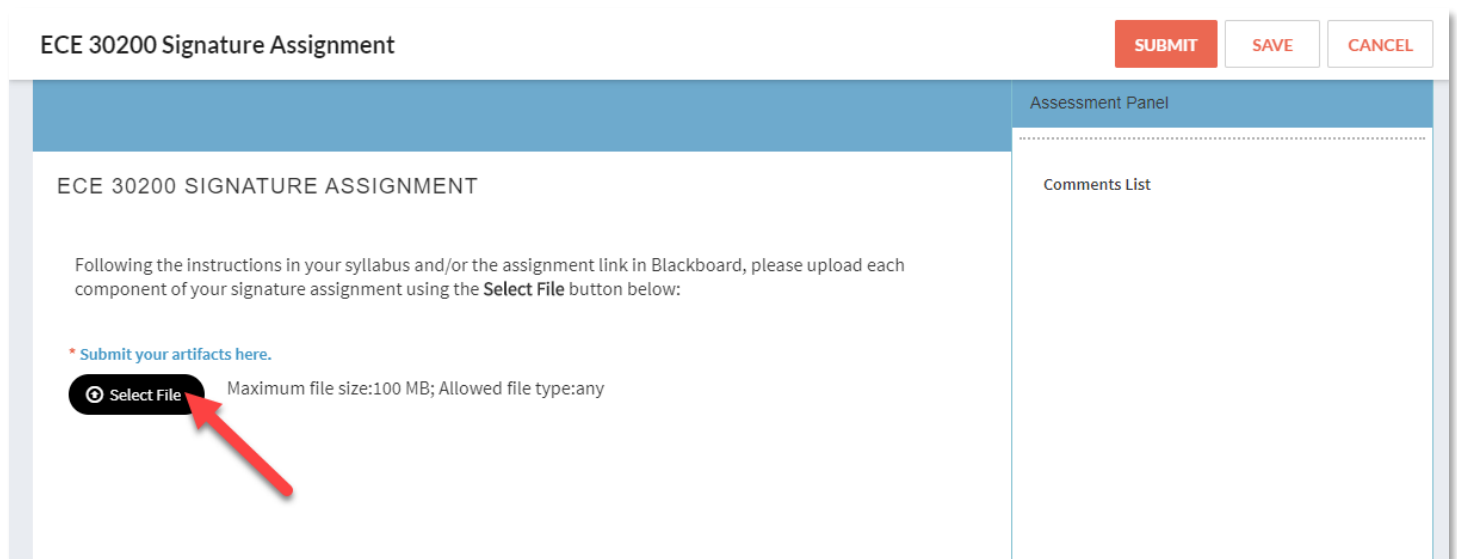 ECE 30200 Signature Assignment
SUBMIT
SAVE
CANCEL
Assessment Panel
ECE 30200 SIGNATURE ASSIGNMENT
Comments List
Following the instructions in your syllabus and/or the assignment link in Blackboard, please upload each
component of your signature assignment using the Select File button below:
* Submit your artifacts here.
Select File
Maximum file size:100 MB; Allowed file type:any